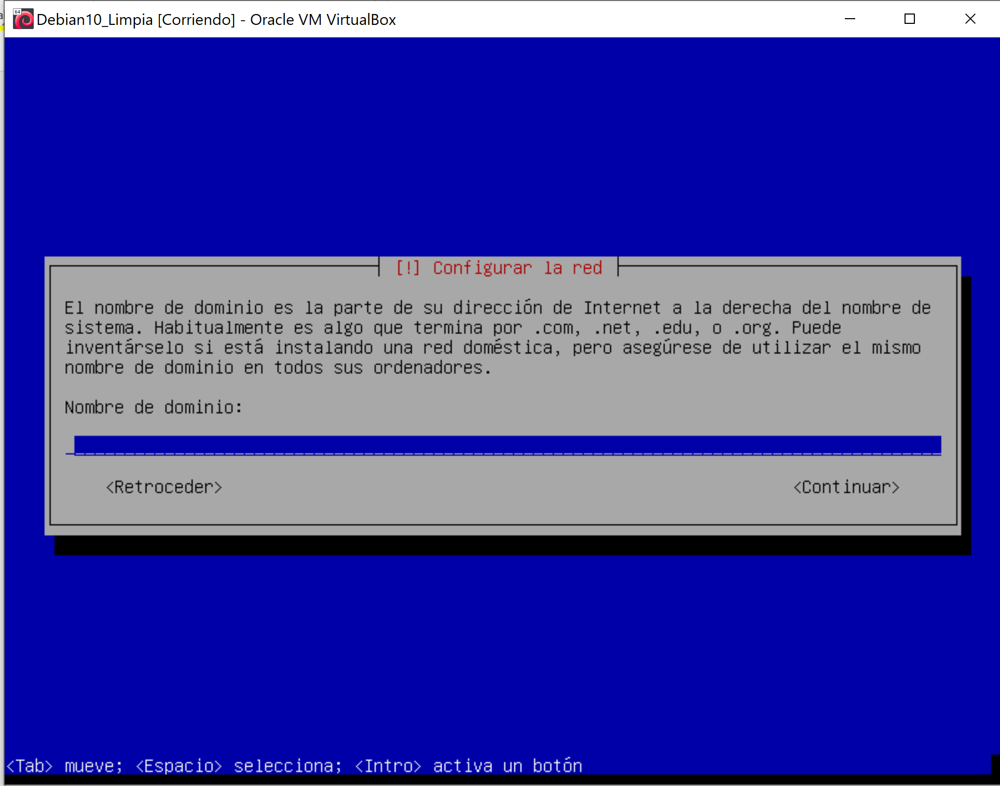 64
Debian10_Limpia [Corriendo] - Oracle VM VirtualBox
[!] Configurar la red
El nombre de dominio es la parte de su dirección de Internet a la derecha del nombre de
sistema. Habitualmente es algo que termina por .com, .net, .edu, o .org. Puede
inventárselo si está instalando una red doméstica, pero asegúrese de utilizar el mismo
nombre de dominio en todos sus ordenadores.
Nombre de dominio:
<Retroceder> <Continuar>
<Tab> mueve; <Espacio> selecciona; <Intro> activa un botón